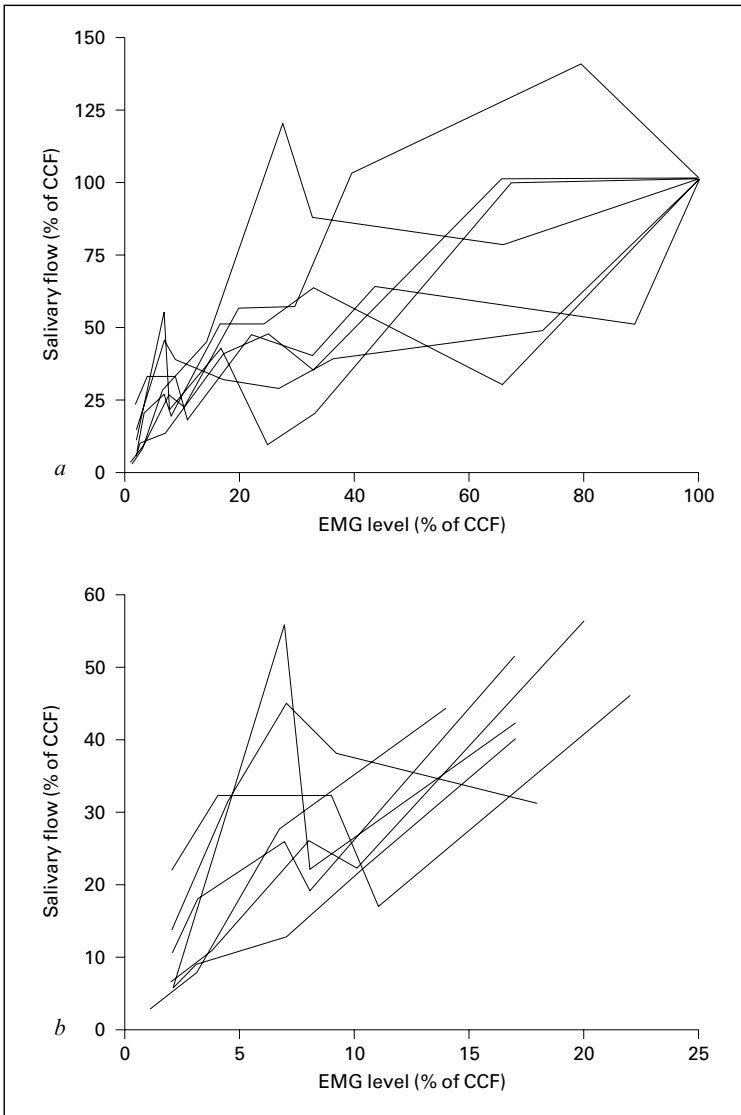 150
125
100
75
50
25
0
Salivary flow (% of CCF)
a
0 20 40 60 80 100
EMG level (% of CCF)
60
50
40
30
20
10
0
Salivary flow (% of CCF)
b
0 5 10 15 20 25
EMG level (% of CCF)